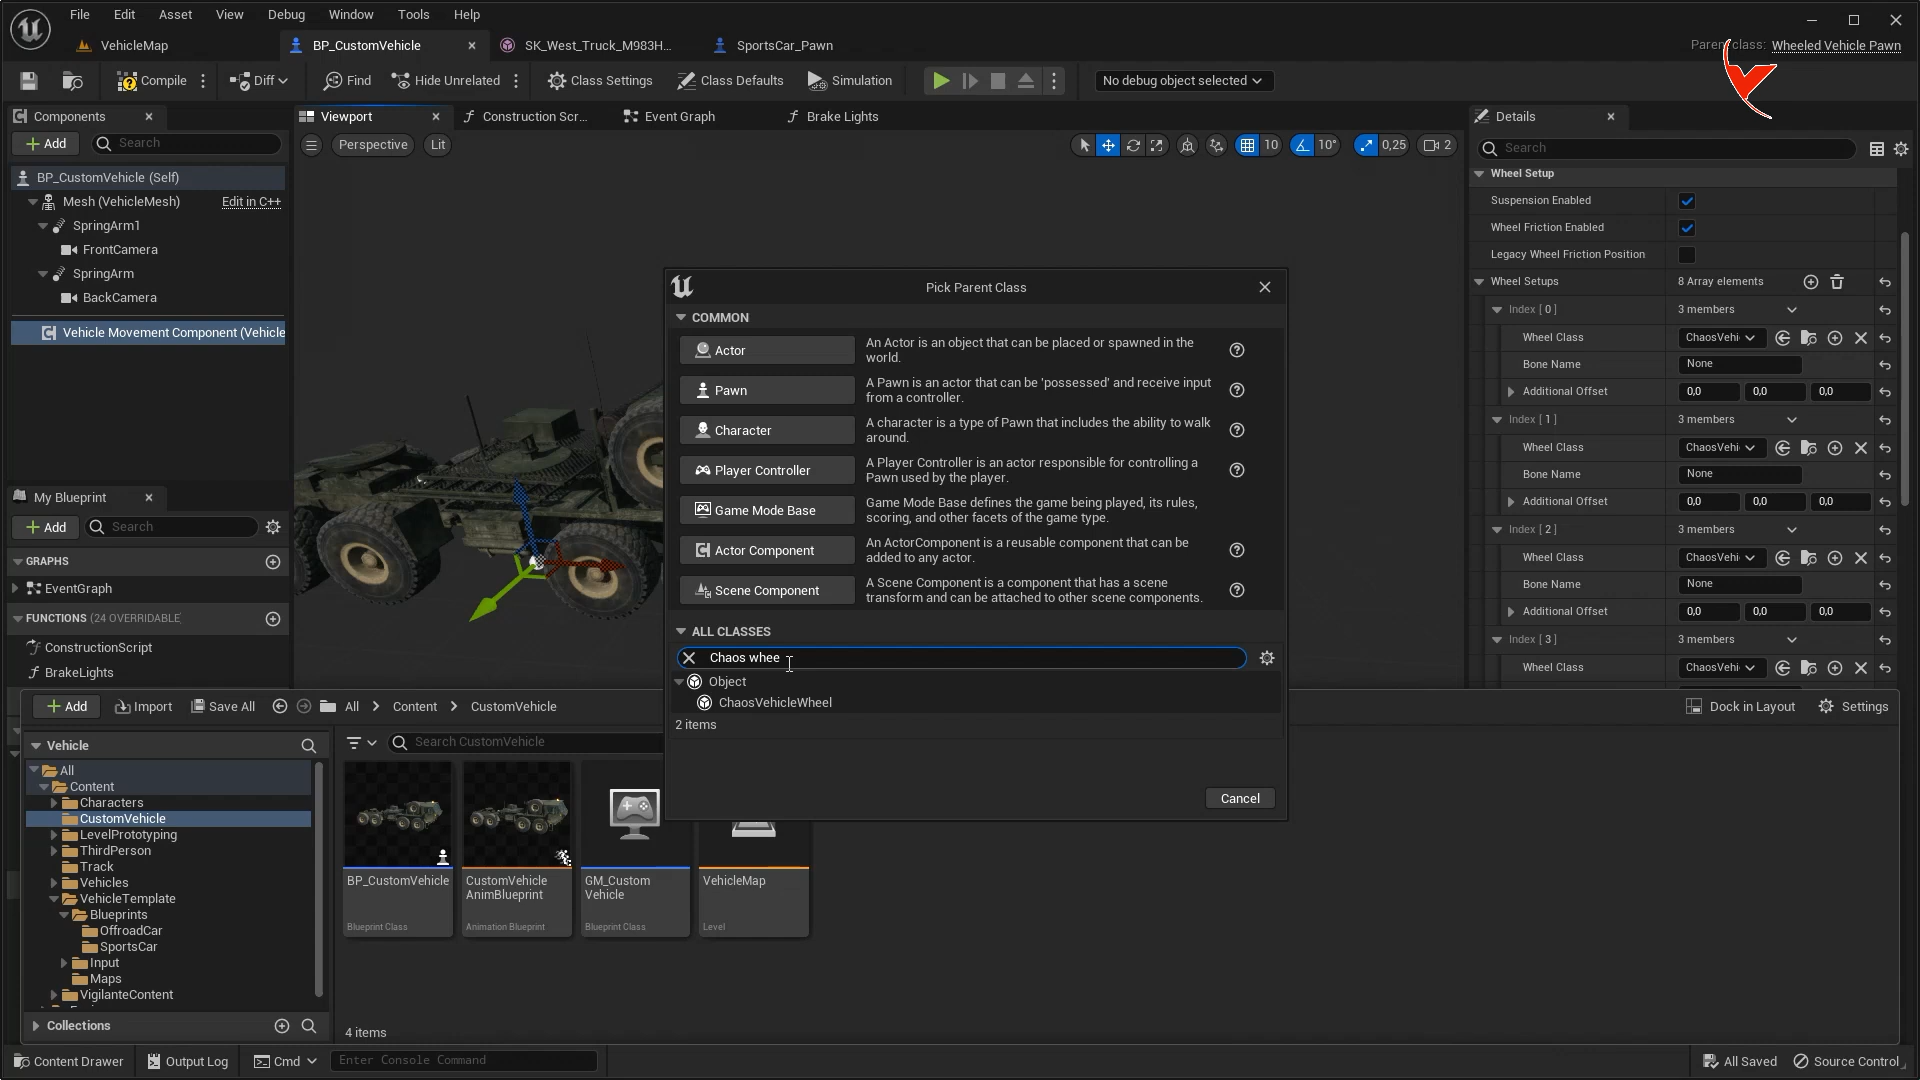 File Edit Asset View Debug Window Tools Help
VehicleMap BP_CustomVehicle SK_West_Truck_M983H... SportsCar_Pawn
Parent class: Wheeled Vehicle Pawn
Compile Diff Find Hide Unrelated Class Settings Class Defaults Simulation No debug object selected
Components
Add Search
BP_CustomVehicle (Self)
Mesh (VehicleMesh) Edit in C++
SpringArm1
FrontCamera
SpringArm
BackCamera
Vehicle Movement Component (Vehicle
Viewport Construction Scr... Event Graph Brake Lights
Perspective Lit 10 10° 0,25 2
Details
Search
Wheel Setup
Suspension Enabled
Wheel Friction Enabled
Legacy Wheel Friction Position
Wheel Setups 8 Array elements
Index [ 0 ] 3 members
Wheel Class ChaosVehi
Bone Name None
Additional Offset 0,0 0,0 0,0
Index [ 1 ] 3 members
Wheel Class ChaosVehi
Bone Name None
Additional Offset 0,0 0,0 0,0
Index [ 2 ] 3 members
Wheel Class ChaosVehi
Bone Name None
Additional Offset 0,0 0,0 0,0
Index [ 3 ] 3 members
Wheel Class ChaosVehi
Pick Parent Class
COMMON
Actor An Actor is an object that can be placed or spawned in the
world.
Pawn A Pawn is an actor that can be 'possessed' and receive input
from a controller.
Character A character is a type of Pawn that includes the ability to walk
around.
Player Controller A Player Controller is an actor responsible for controlling a
Pawn used by the player.
Game Mode Base Game Mode Base defines the game being played, its rules,
scoring, and other facets of the game type.
Actor Component An ActorComponent is a reusable component that can be
added to any actor.
Scene Component A Scene Component is a component that has a scene
transform and can be attached to other scene components.
ALL CLASSES
Chaos whee
Object
ChaosVehicleWheel
2 items
Cancel
My Blueprint
Add Search
GRAPHS
EventGraph
FUNCTIONS (24 OVERRIDABLE)
ConstructionScript
BrakeLights
Add Import Save All All Content CustomVehicle Dock in Layout Settings
Vehicle
All
Content
Characters
CustomVehicle
LevelPrototyping
ThirdPerson
Track
Vehicles
VehicleTemplate
Blueprints
OffroadCar
SportsCar
Input
Maps
VigilanteContent
Collections
Search CustomVehicle
BP_CustomVehicle
Blueprint Class
CustomVehicle
AnimBlueprint
Animation Blueprint
GM_Custom
Vehicle
Blueprint Class
VehicleMap
Level
4 items
Content Drawer Output Log Cmd Enter Console Command All Saved Source Control